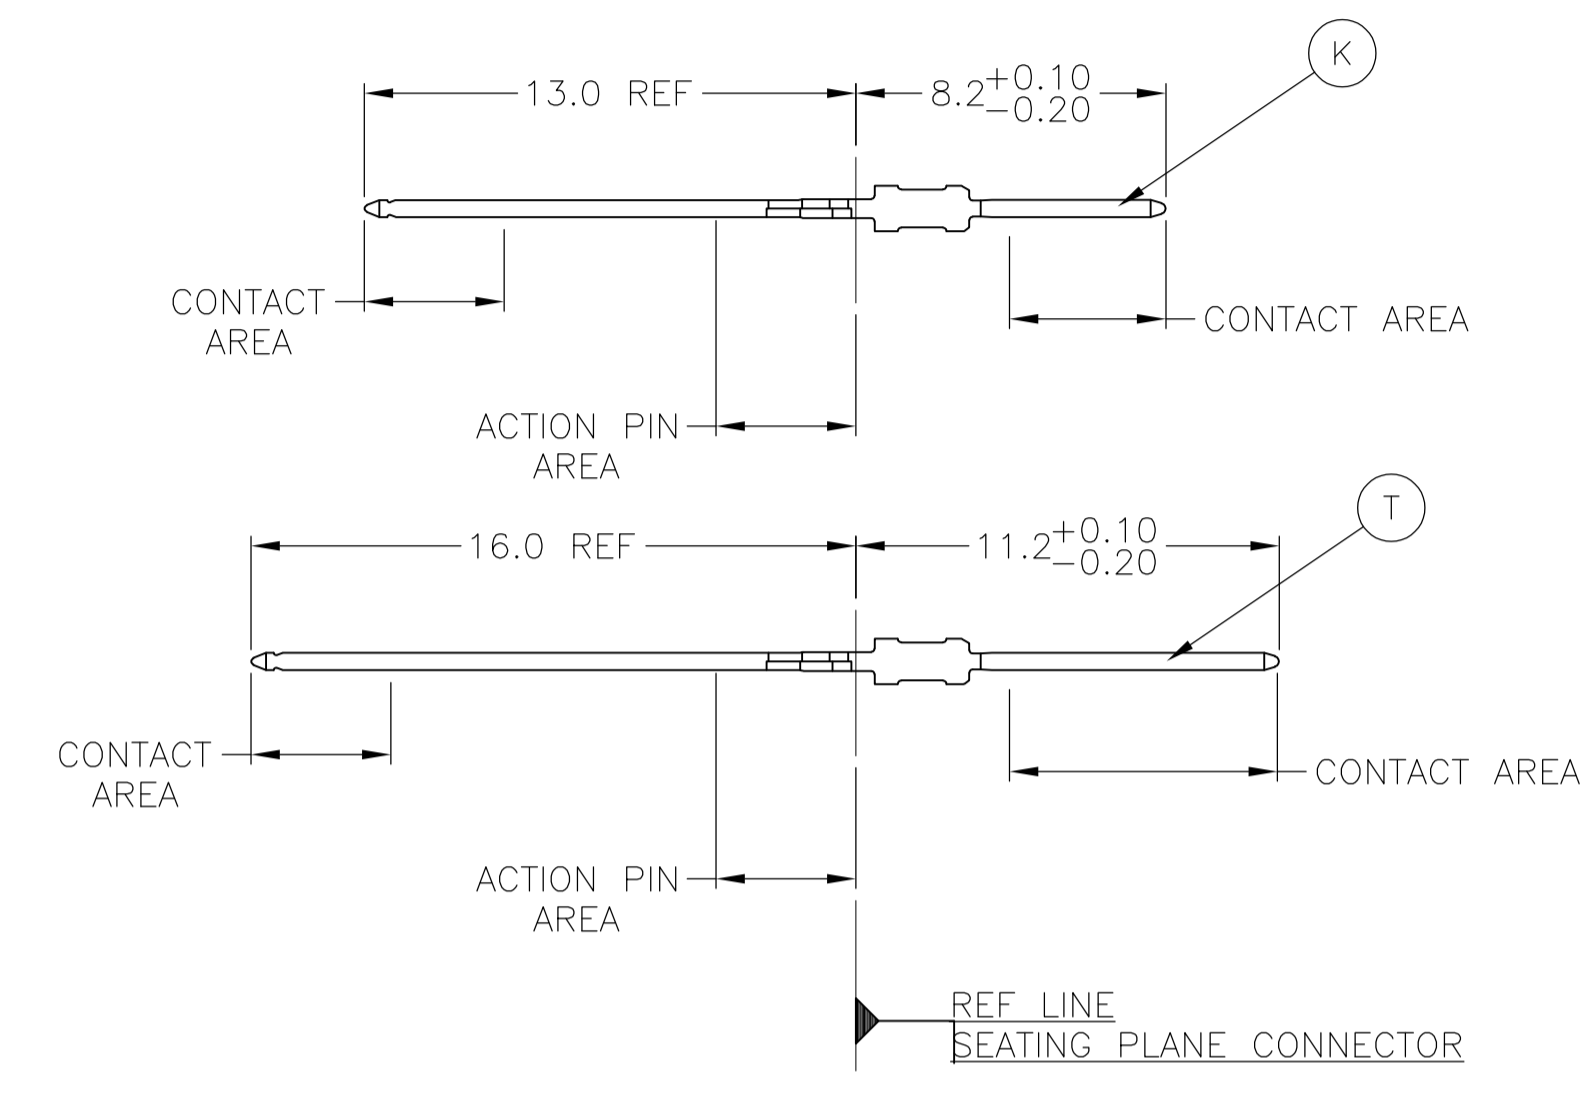 K
13.0 REF
8.2+0.10
-0.20
CONTACT
AREA
CONTACT AREA
ACTION PIN
AREA
T
16.0 REF
11.2+0.10
-0.20
CONTACT
AREA
CONTACT AREA
ACTION PIN
AREA
REF LINE
SEATING PLANE CONNECTOR